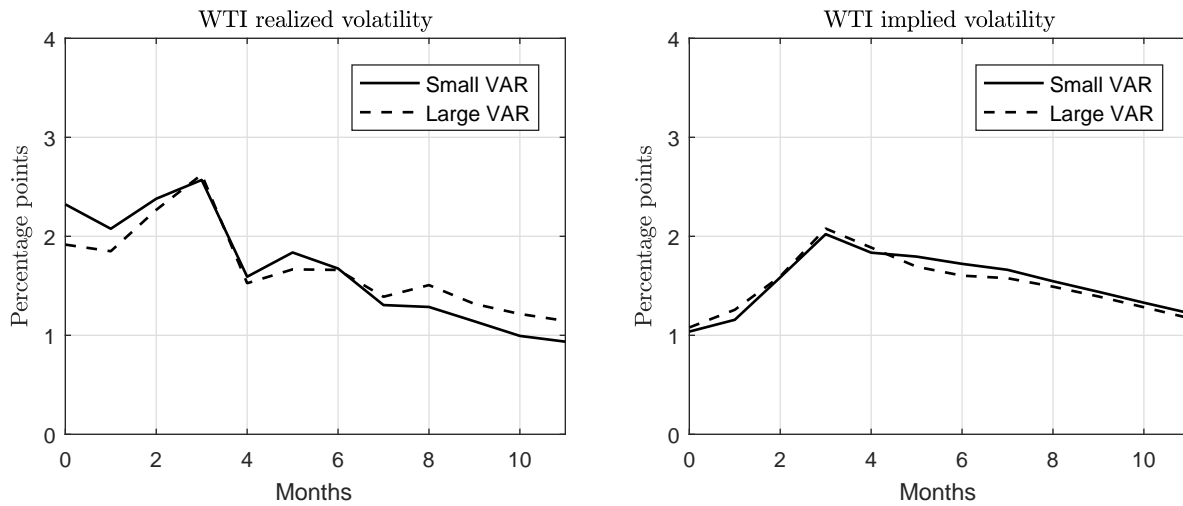 WTI realized volatility
4
3
2
1
0
Percentage points
Small VAR
Large VAR
0 2 4 6 8 10
Months
WTI implied volatility
4
3
2
1
0
Percentage points
Small VAR
Large VAR
0 2 4 6 8 10
Months